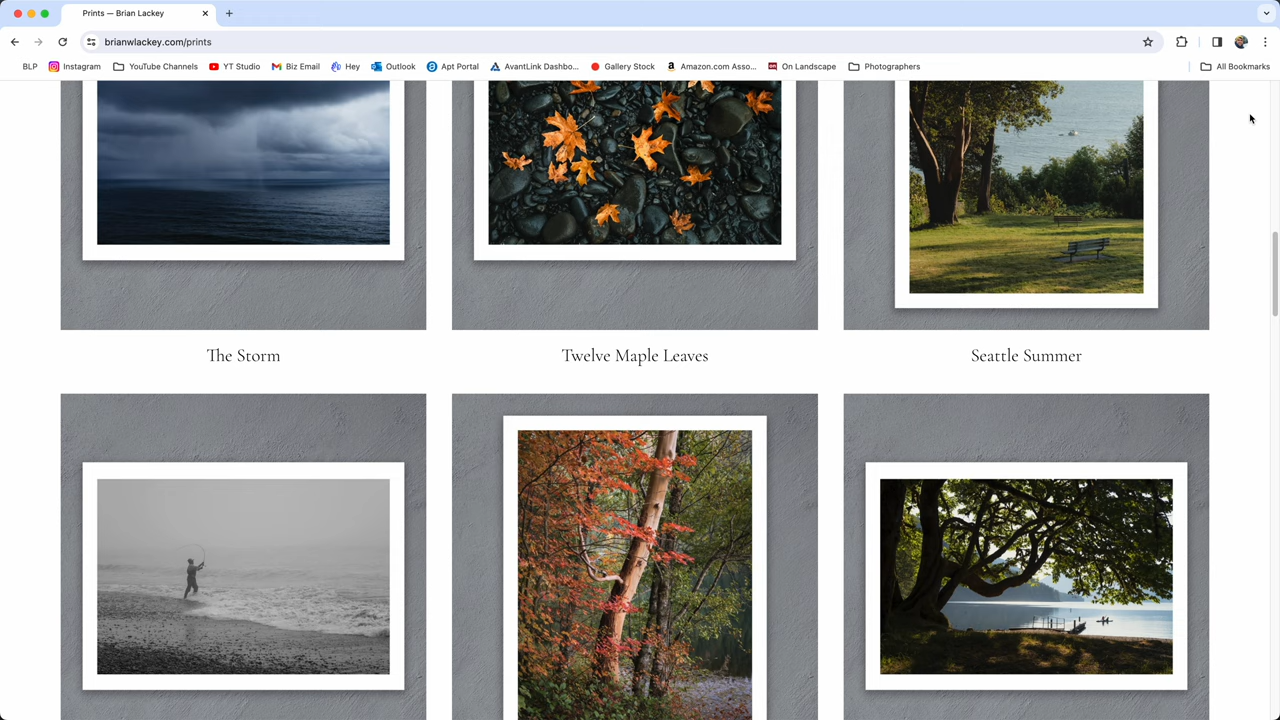 Prints — Brian Lackey
brianwlackey.com/prints
BLP Instagram YouTube Channels YT Studio Biz Email Hey Outlook Apt Portal AvantLink Dashbo... Gallery Stock Amazon.com Asso... On Landscape Photographers All Bookmarks
The Storm Twelve Maple Leaves Seattle Summer